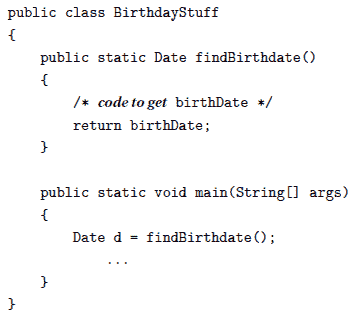 public class BirthdayStuff
{
    public static Date findBirthdate()
    {
        /* code to get birthDate */
        return birthDate;
    }
    public static void main(String[] args)
    {
        Date d = findBirthdate();
            ...
    }
}